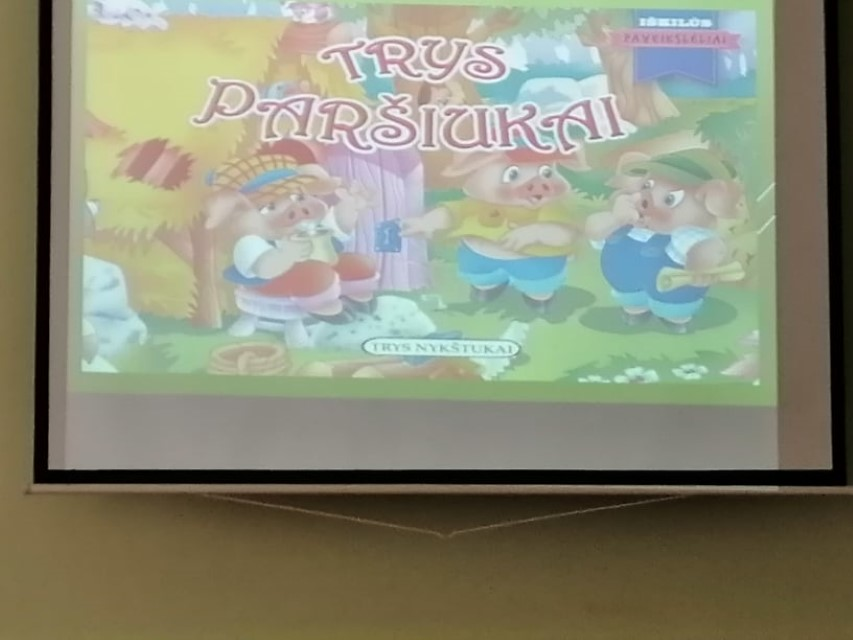 TRYS
PARŠIUKAI
IŠKILŪS
PAVEIKSLĖLIAI
TRYS NYKŠTUKAI